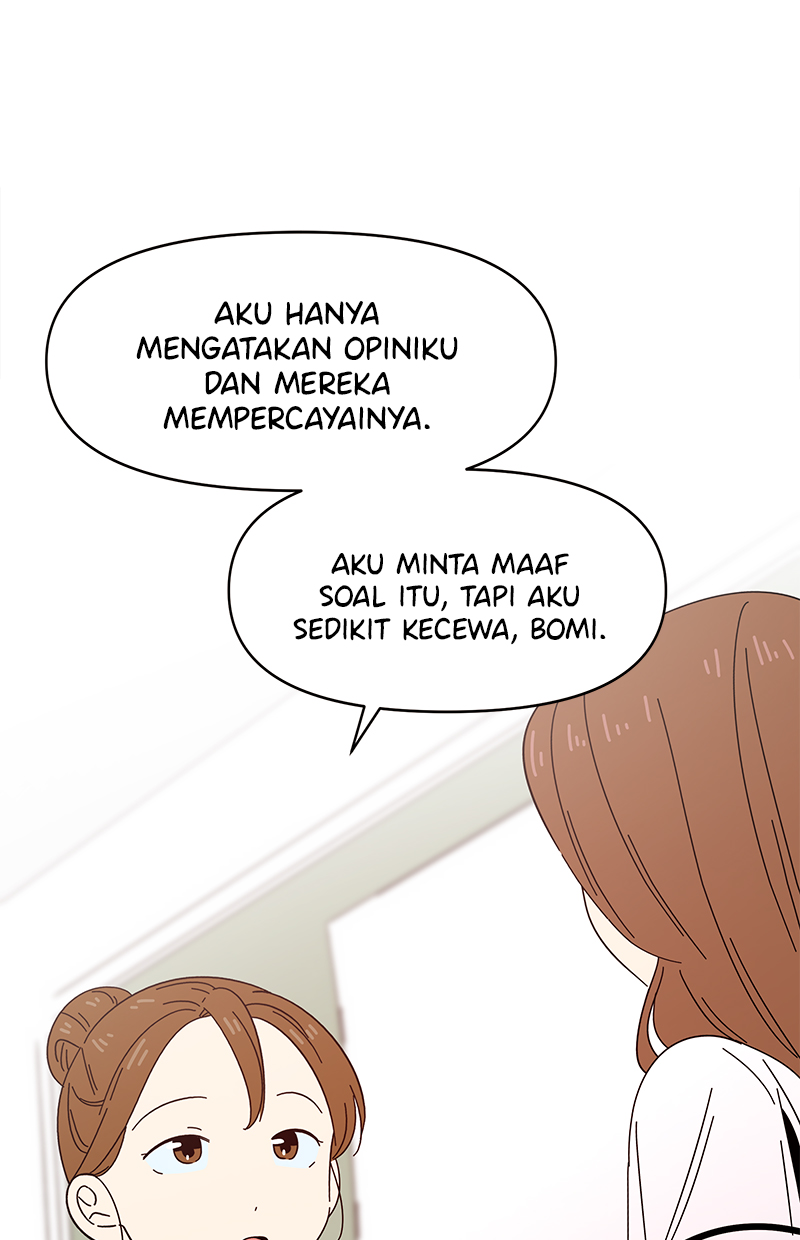 AKU HANYA
MENGATAKAN OPINIKU
DAN MEREKA
MEMPERCAYAINYA.
AKU MINTA MAAF
SOAL ITU, TAPI AKU
SEDIKIT KECEWA, BOMI.